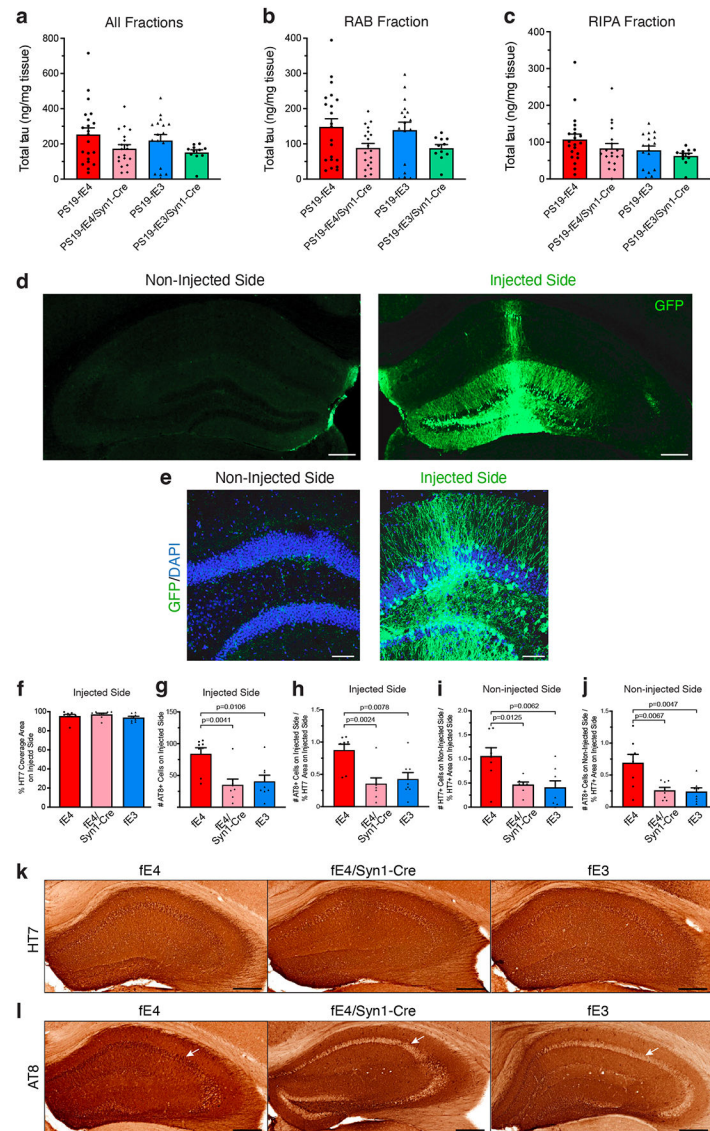 a
All Fractions
Total tau (ng/mg tissue)
800
600
400
200
0
PS19-fE4
PS19-fE4/Syn1-Cre
PS19-fE3
PS19-fE3/Syn1-Cre
b
RAB Fraction
Total tau (ng/mg tissue)
400
300
200
100
0
PS19-fE4
PS19-fE4/Syn1-Cre
PS19-fE3
PS19-fE3/Syn1-Cre
c
RIPA Fraction
Total tau (ng/mg tissue)
400
300
200
100
0
PS19-fE4
PS19-fE4/Syn1-Cre
PS19-fE3
PS19-fE3/Syn1-Cre
d
Non-Injected Side
Injected Side
GFP
e
Non-Injected Side
Injected Side
GFP/DAPI
f
Injected Side
% HT7 Coverage Area
on Injectd Side
100
80
60
40
20
0
fE4
fE4/
Syn1-Cre
fE3
g
Injected Side
p=0.0106
p=0.0041
# AT8+ Cells on Injected Side
150
100
50
0
fE4
fE4/
Syn1-Cre
fE3
h
Injected Side
p=0.0078
p=0.0024
# AT8+ Cells on Injected Side /
% HT7 Area on Injected Side
1.5
1.0
0.5
0.0
fE4
fE4/
Syn1-Cre
fE3
i
Non-injected Side
p=0.0062
p=0.0125
# HT7+ Cells on Non-Injected Side /
% HT7+ Area on Injected Side
2.0
1.5
1.0
0.5
0.0
fE4
fE4/
Syn1-Cre
fE3
j
Non-injected Side
p=0.0047
p=0.0067
# AT8+ Cells on Non-Injected Side /
% HT7+ Area on Injected Side
1.5
1.0
0.5
0.0
fE4
fE4/
Syn1-Cre
fE3
k
fE4
fE4/Syn1-Cre
fE3
HT7
l
fE4
fE4/Syn1-Cre
fE3
AT8